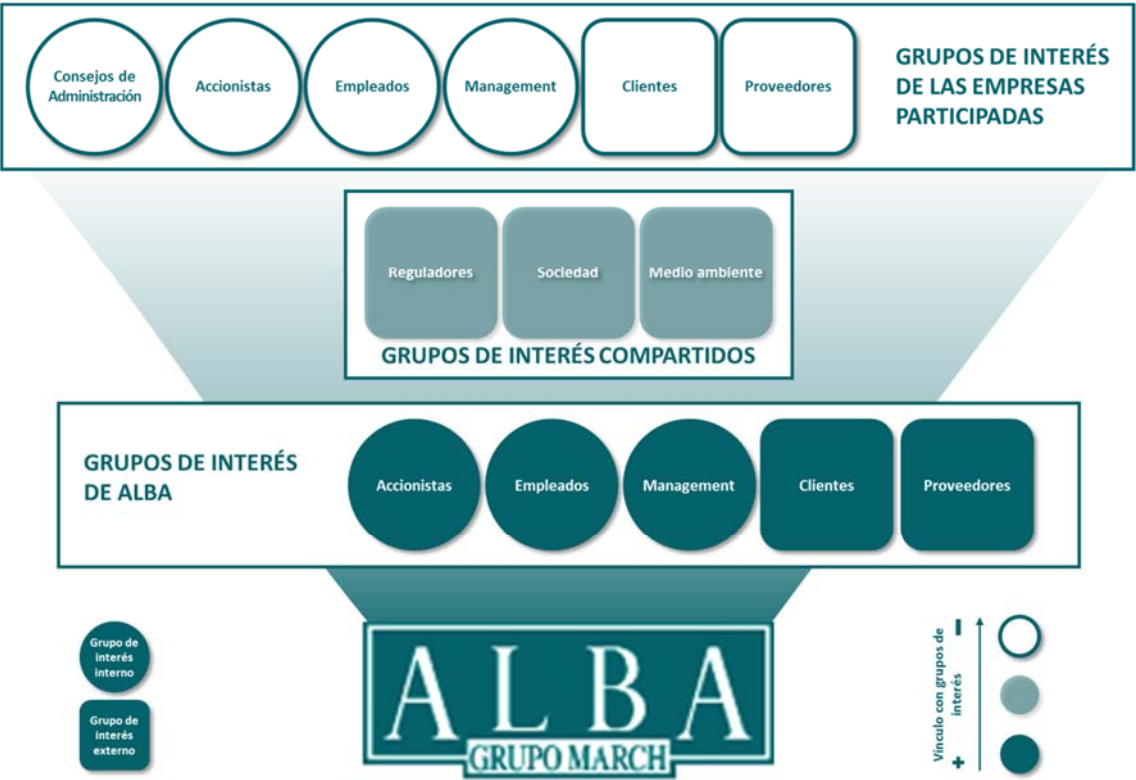 Consejos de
Administración
Accionistas
Empleados
Management
Clientes
Proveedores
GRUPOS DE INTERÉS
DE LAS EMPRESAS
PARTICIPADAS
Reguladores
Sociedad
Medio ambiente
GRUPOS DE INTERÉS COMPARTIDOS
GRUPOS DE INTERÉS
DE ALBA
Accionistas
Empleados
Management
Clientes
Proveedores
Grupo de
interés
interno
Grupo de
interés
externo
ALBA
GRUPO MARCH
Vínculo con grupos de
interés
-
+